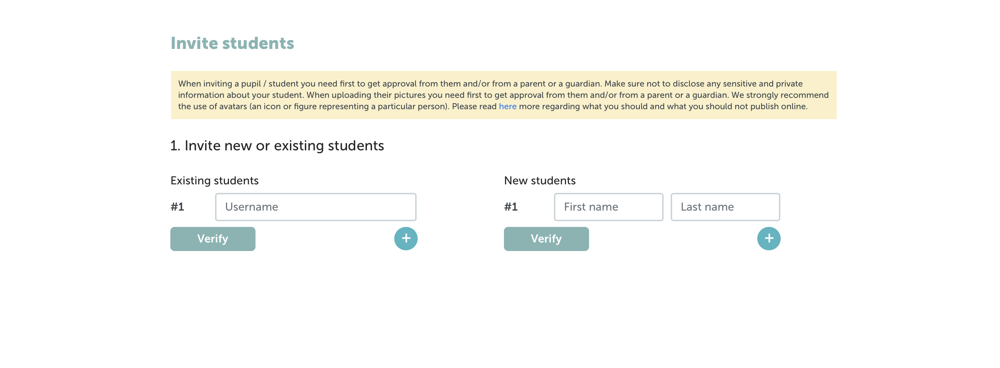 Invite students
When inviting a pupil / student you need first to get approval from them and/or from a parent or a guardian. Make sure not to disclose any sensitive and private
information about your student. When uploading their pictures you need first to get approval from them and/or from a parent or a guardian. We strongly recommend
the use of avatars (an icon or figure representing a particular person). Please read here more regarding what you should and what you should not publish online.
1. Invite new or existing students
Existing students
#1 Username
Verify +
New students
#1 First name Last name
Verify +